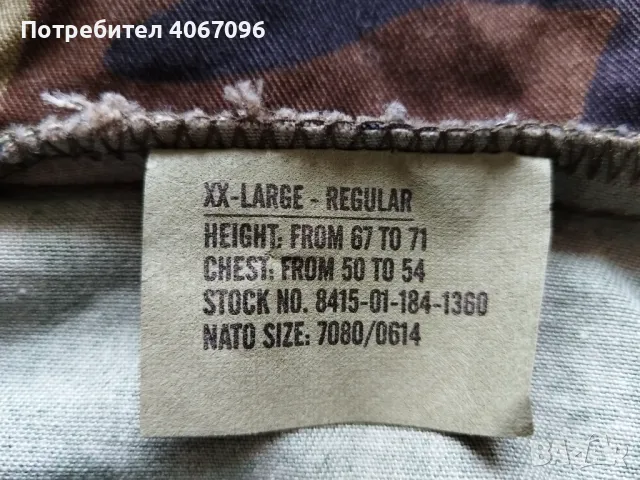 Потребител 4067096
XX-LARGE - REGULAR
HEIGHT: FROM 67 TO 71
CHEST: FROM 50 TO 54
STOCK NO. 8415-01-184-1360
NATO SIZE: 7080/0614
BAZAR